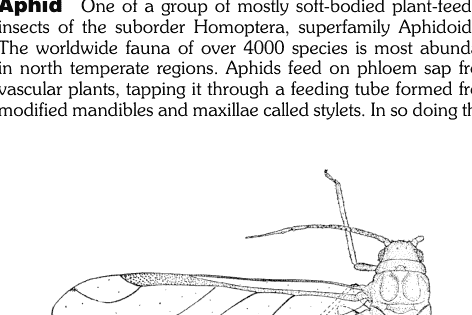 Aphid One of a group of mostly soft-bodied plant-feed
insects of the suborder Homoptera, superfamily Aphidoid
The worldwide fauna of over 4000 species is most abund
in north temperate regions. Aphids feed on phloem sap fr
vascular plants, tapping it through a feeding tube formed fr
modified mandibles and maxillae called stylets. In so doing th